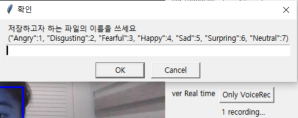 확인
저장하고자 하는 파일의 이름을 쓰세요
("Angry":1, "Disgusting":2, "Fearful":3, "Happy":4, "Sad":5, "Surpring":6, "Neutral":7)
OK Cancel
ver Real time Only VoiceRec
1 recording...